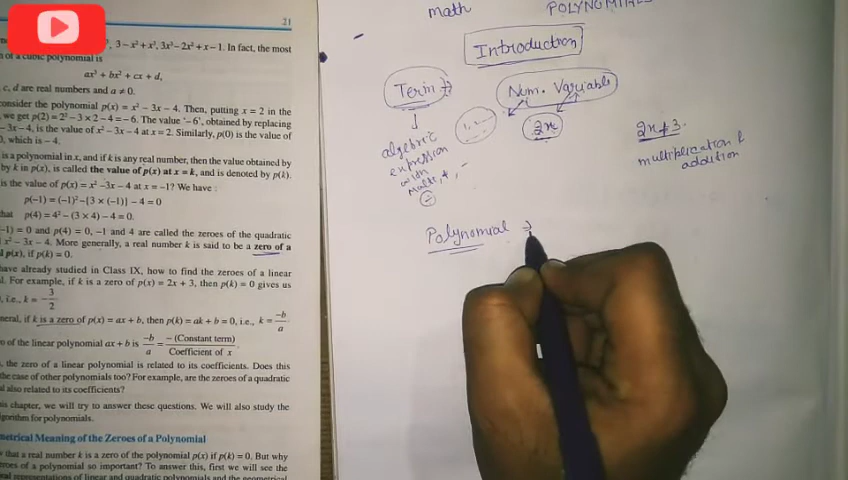 21
3 − x² + x³, 3x³ − 2x² + x − 1. In fact, the most
of a cubic polynomial is
ax³ + bx² + cx + d,
c, d are real numbers and a ≠ 0.
consider the polynomial p(x) = x² − 3x − 4. Then, putting x = 2 in the
we get p(2) = 2² − 3 × 2 − 4 = − 6. The value '− 6', obtained by replacing
− 3x − 4, is the value of x² − 3x − 4 at x = 2. Similarly, p(0) is the value of
0, which is − 4.
is a polynomial in x, and if k is any real number, then the value obtained by
by k in p(x), is called the value of p(x) at x = k, and is denoted by p(k).
is the value of p(x) = x² −3x − 4 at x = −1? We have :
p(−1) = (−1)² −{3 × (−1)} − 4 = 0
that p(4) = 4² − (3 × 4) − 4 = 0.
−1) = 0 and p(4) = 0, −1 and 4 are called the zeroes of the quadratic
x² − 3x − 4. More generally, a real number k is said to be a zero of a
p(x), if p(k) = 0.
have already studied in Class IX, how to find the zeroes of a linear
For example, if k is a zero of p(x) = 2x + 3, then p(k) = 0 gives us
i.e., k = −3/2
if k is a zero of p(x) = ax + b, then p(k) = ak + b = 0, i.e., k = −b/a
of the linear polynomial ax + b is −b/a = −(Constant term)/Coefficient of x
the zero of a linear polynomial is related to its coefficients. Does this
the case of other polynomials too? For example, are the zeroes of a quadratic
also related to its coefficients?
this chapter, we will try to answer these questions. We will also study the
algorithm for polynomials.
metrical Meaning of the Zeroes of a Polynomial
that a real number k is a zero of the polynomial p(x) if p(k) = 0. But why
zeroes of a polynomial so important? To answer this, first we will see the
representations of linear and quadratic polynomials and the geometrical
math POLYNOMIALS
Introduction
Term ⇒ Num. Variable
1, 2
2x
2x + 3
multiplication &
addition
algebric
expression
with
+, −
÷
Polynomial ⇒